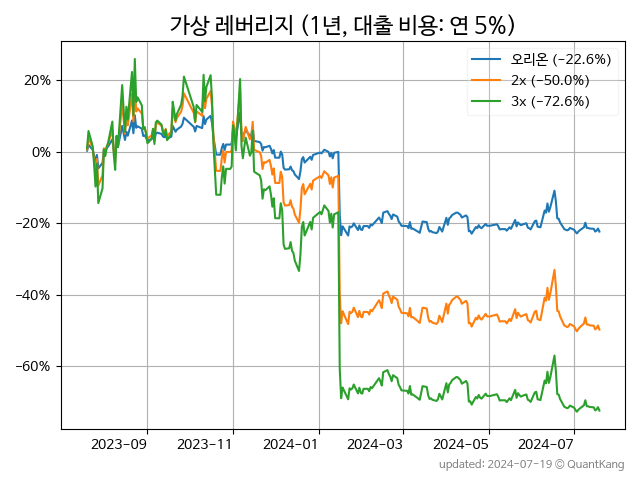 가상 레버리지 (1년, 대출 비용: 연 5%)
오리온 (−22.6%)
2x (−50.0%)
3x (−72.6%)
20%
0%
−20%
−40%
−60%
2023-09
2023-11
2024-01
2024-03
2024-05
2024-07
updated: 2024-07-19 © QuantKang